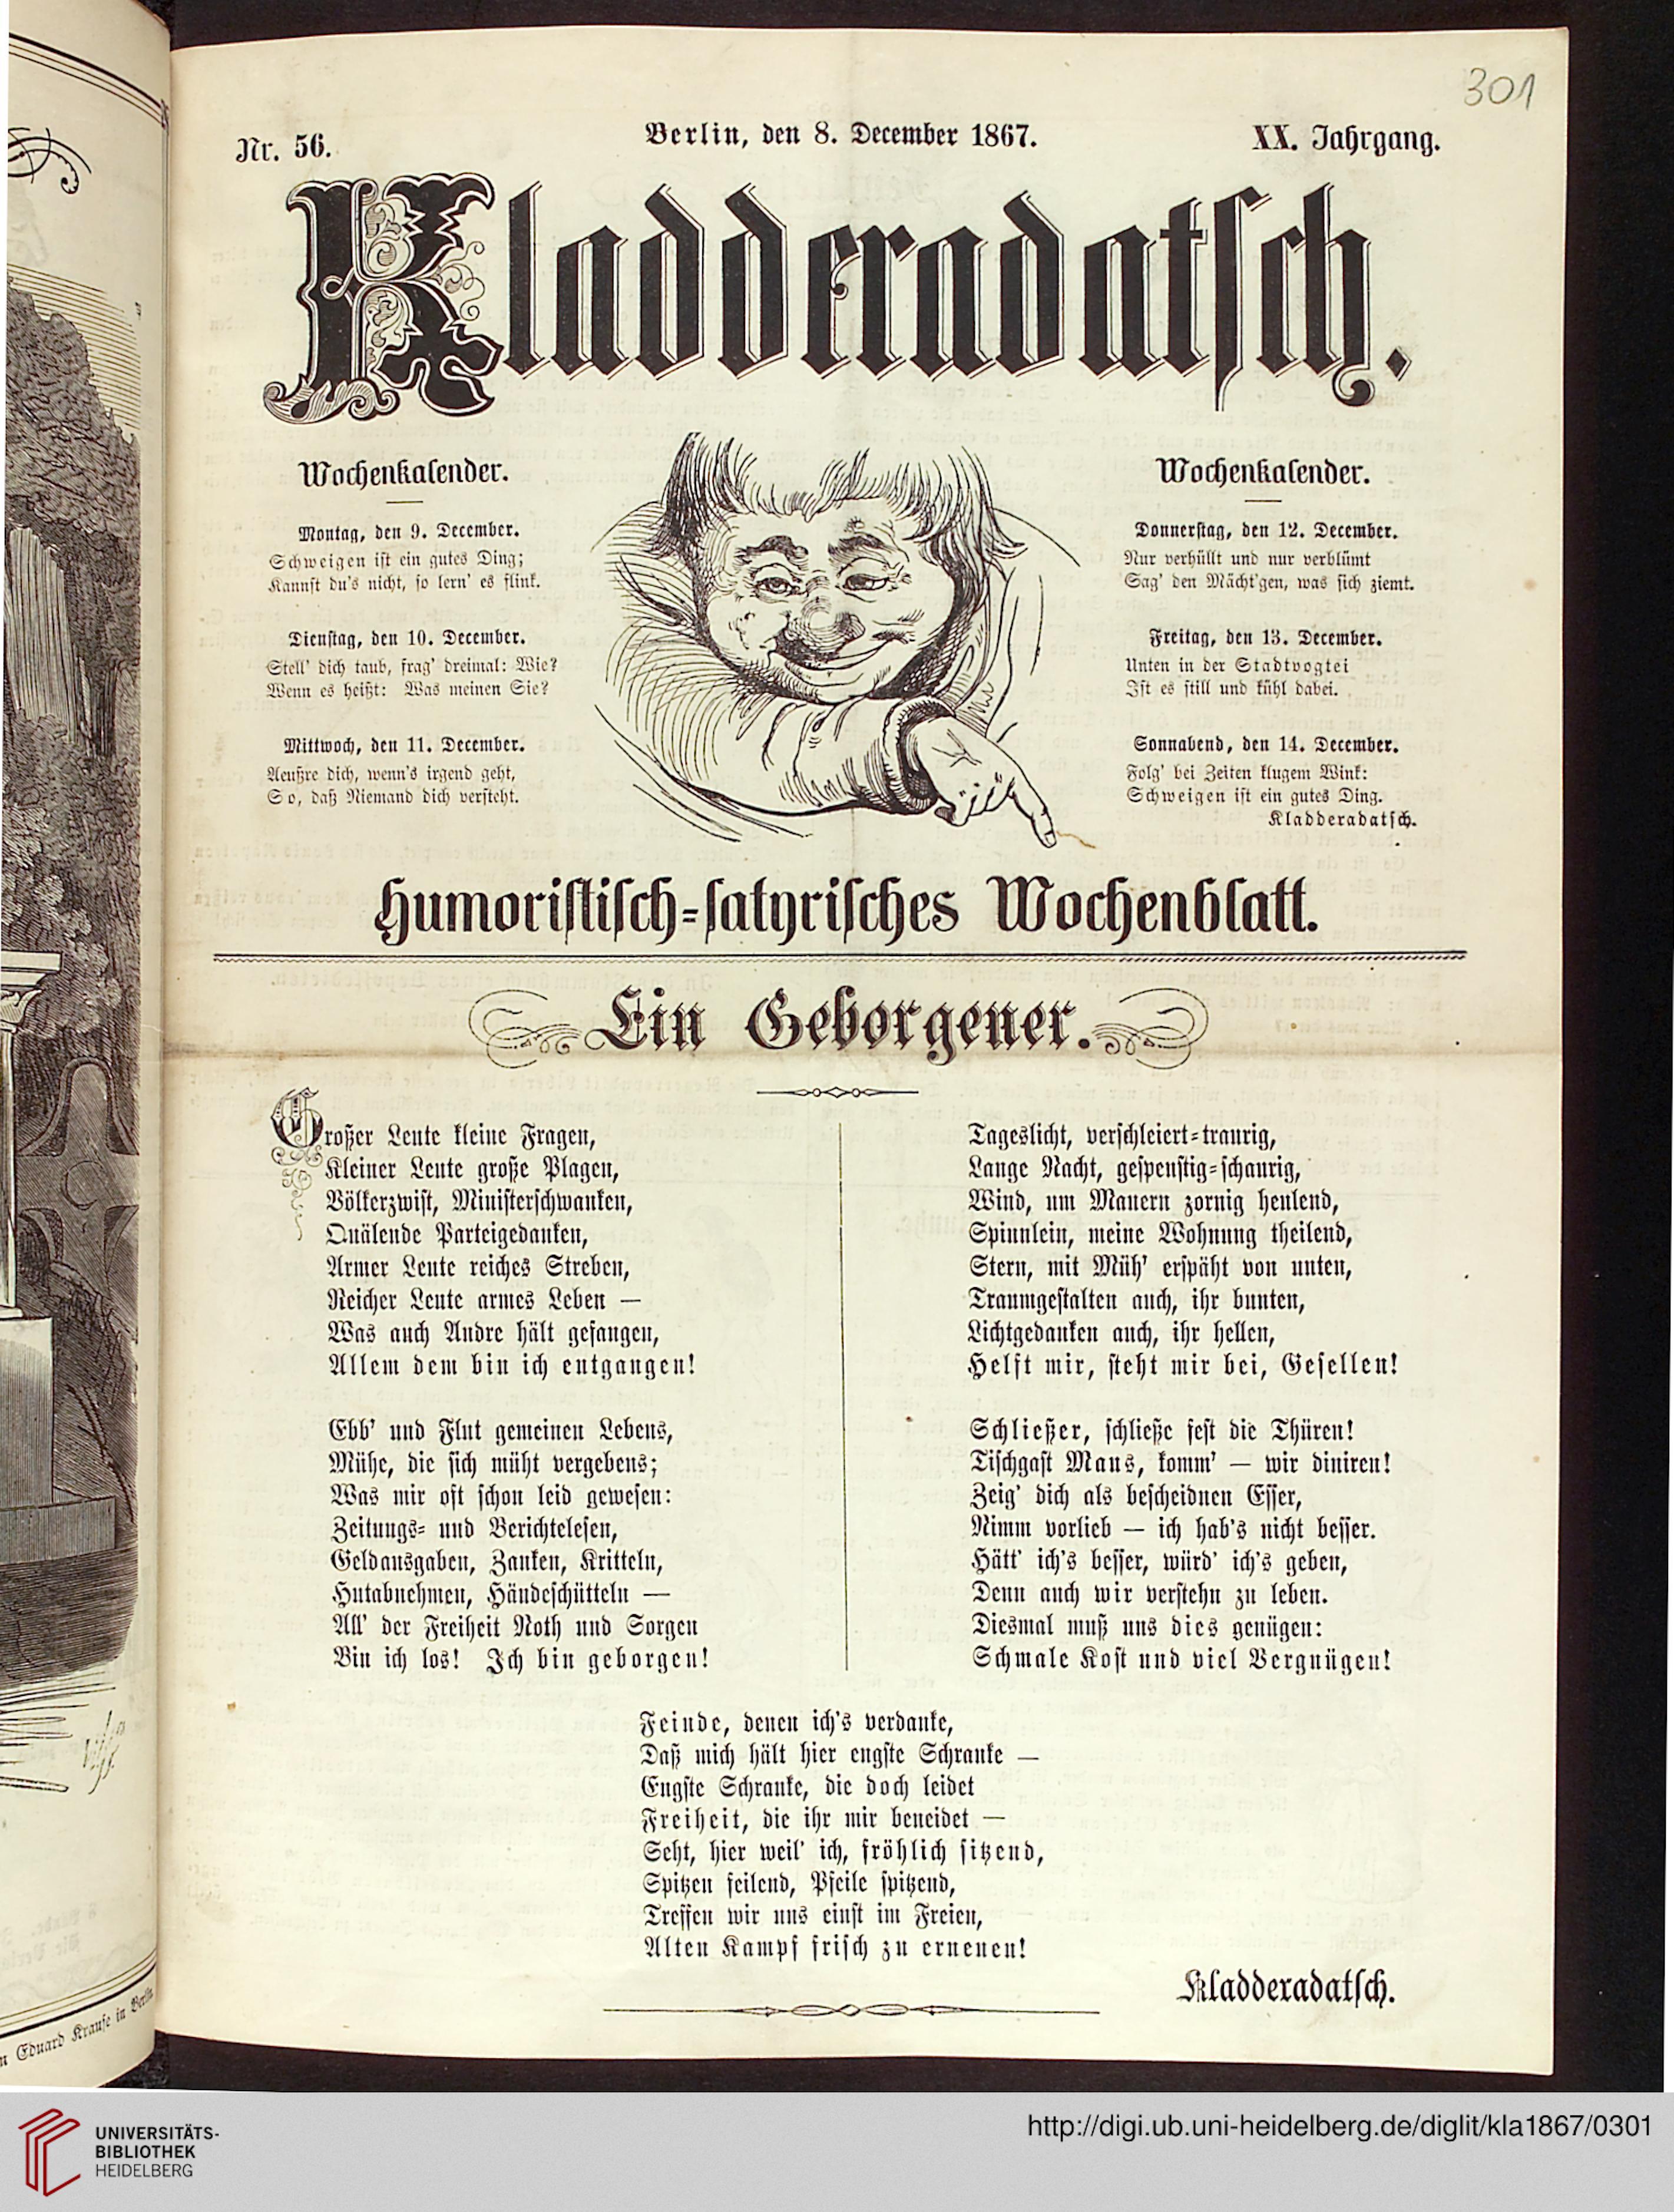 301
Nr. 56.
Berlin, den 8. December 1867.
XX. Jahrgang.
Kladderadatsch.
Wochenkalender.
Montag, den 9. December.
Schweigen ist ein gutes Ding;
Kannst du's nicht, so lern' es flink.
Dienstag, den 10. December.
Stell' dich taub, frag' dreimal: Wie?
Wenn es heißt: Was meinen Sie?
Mittwoch, den 11. December.
Aeußre dich, wenn's irgend geht,
So, daß Niemand dich versteht.
Wochenkalender.
Donnerstag, den 12. December.
Nur verhüllt und nur verblümt
Sag' den Mächt'gen, was sich ziemt.
Freitag, den 13. December.
Unten in der Stadtvogtei
Ist es still und kühl dabei.
Sonnabend, den 14. December.
Folg' bei Zeiten klugem Wink:
Schweigen ist ein gutes Ding.
Kladderadatsch.
Humoristisch-satyrisches Wochenblatt.
Ein Geborgener.
Großer Leute kleine Fragen,
Kleiner Leute große Plagen,
Völkerzwist, Ministerschwanken,
Quälende Parteigedanken,
Armer Leute reiches Streben,
Reicher Leute armes Leben —
Was auch Andre hält gefangen,
Allem dem bin ich entgangen!
Ebb' und Flut gemeinen Lebens,
Mühe, die sich müht vergebens;
Was mir oft schon leid gewesen:
Zeitungs- und Berichtelesen,
Geldausgaben, Zanken, Kritteln,
Hutabnehmen, Händeschütteln —
All' der Freiheit Noth und Sorgen
Bin ich los! Ich bin geborgen!
Tageslicht, verschleiert-traurig,
Lange Nacht, gespenstig-schaurig,
Wind, um Mauern zornig heulend,
Spinnlein, meine Wohnung theilend,
Stern, mit Müh' erspäht von unten,
Traumgestalten auch, ihr bunten,
Lichtgedanken auch, ihr hellen,
Helft mir, steht mir bei, Gesellen!
Schließer, schließe fest die Thüren!
Tischgast Maus, komm' — wir diniren!
Zeig' dich als bescheidnen Esser,
Nimm vorlieb — ich hab's nicht besser.
Hätt' ich's besser, würd' ich's geben,
Denn auch wir verstehn zu leben.
Diesmal muß uns dies genügen:
Schmale Kost und viel Vergnügen!
Feinde, denen ich's verdanke,
Daß mich hält hier engste Schranke —
Engste Schranke, die doch leidet
Freiheit, die ihr mir beneidet —
Seht, hier weil' ich, fröhlich sitzend,
Spitzen feilend, Pfeile spitzend,
Treffen wir uns einst im Freien,
Alten Kampf frisch zu erneuen!
Kladderadatsch.
Eduard Krause in Berlin
UNIVERSITÄTS-
BIBLIOTHEK
HEIDELBERG
http://digi.ub.uni-heidelberg.de/diglit/kla1867/0301